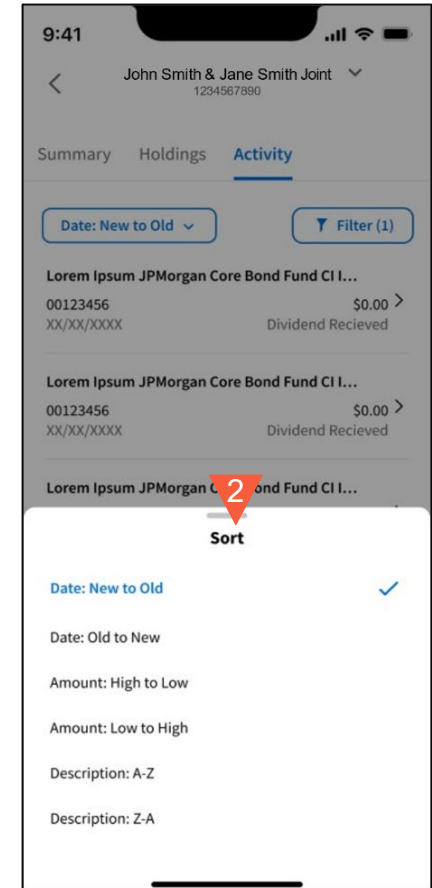 9:41
John Smith & Jane Smith Joint
1234567890
Summary Holdings Activity
Date: New to Old Filter (1)
Lorem Ipsum JPMorgan Core Bond Fund Cl I...
00123456 $0.00
XX/XX/XXXX Dividend Recieved
Lorem Ipsum JPMorgan Core Bond Fund Cl I...
00123456 $0.00
XX/XX/XXXX Dividend Recieved
Lorem Ipsum JPMorgan C ond Fund Cl I...
2
Sort
Date: New to Old
Date: Old to New
Amount: High to Low
Amount: Low to High
Description: A-Z
Description: Z-A